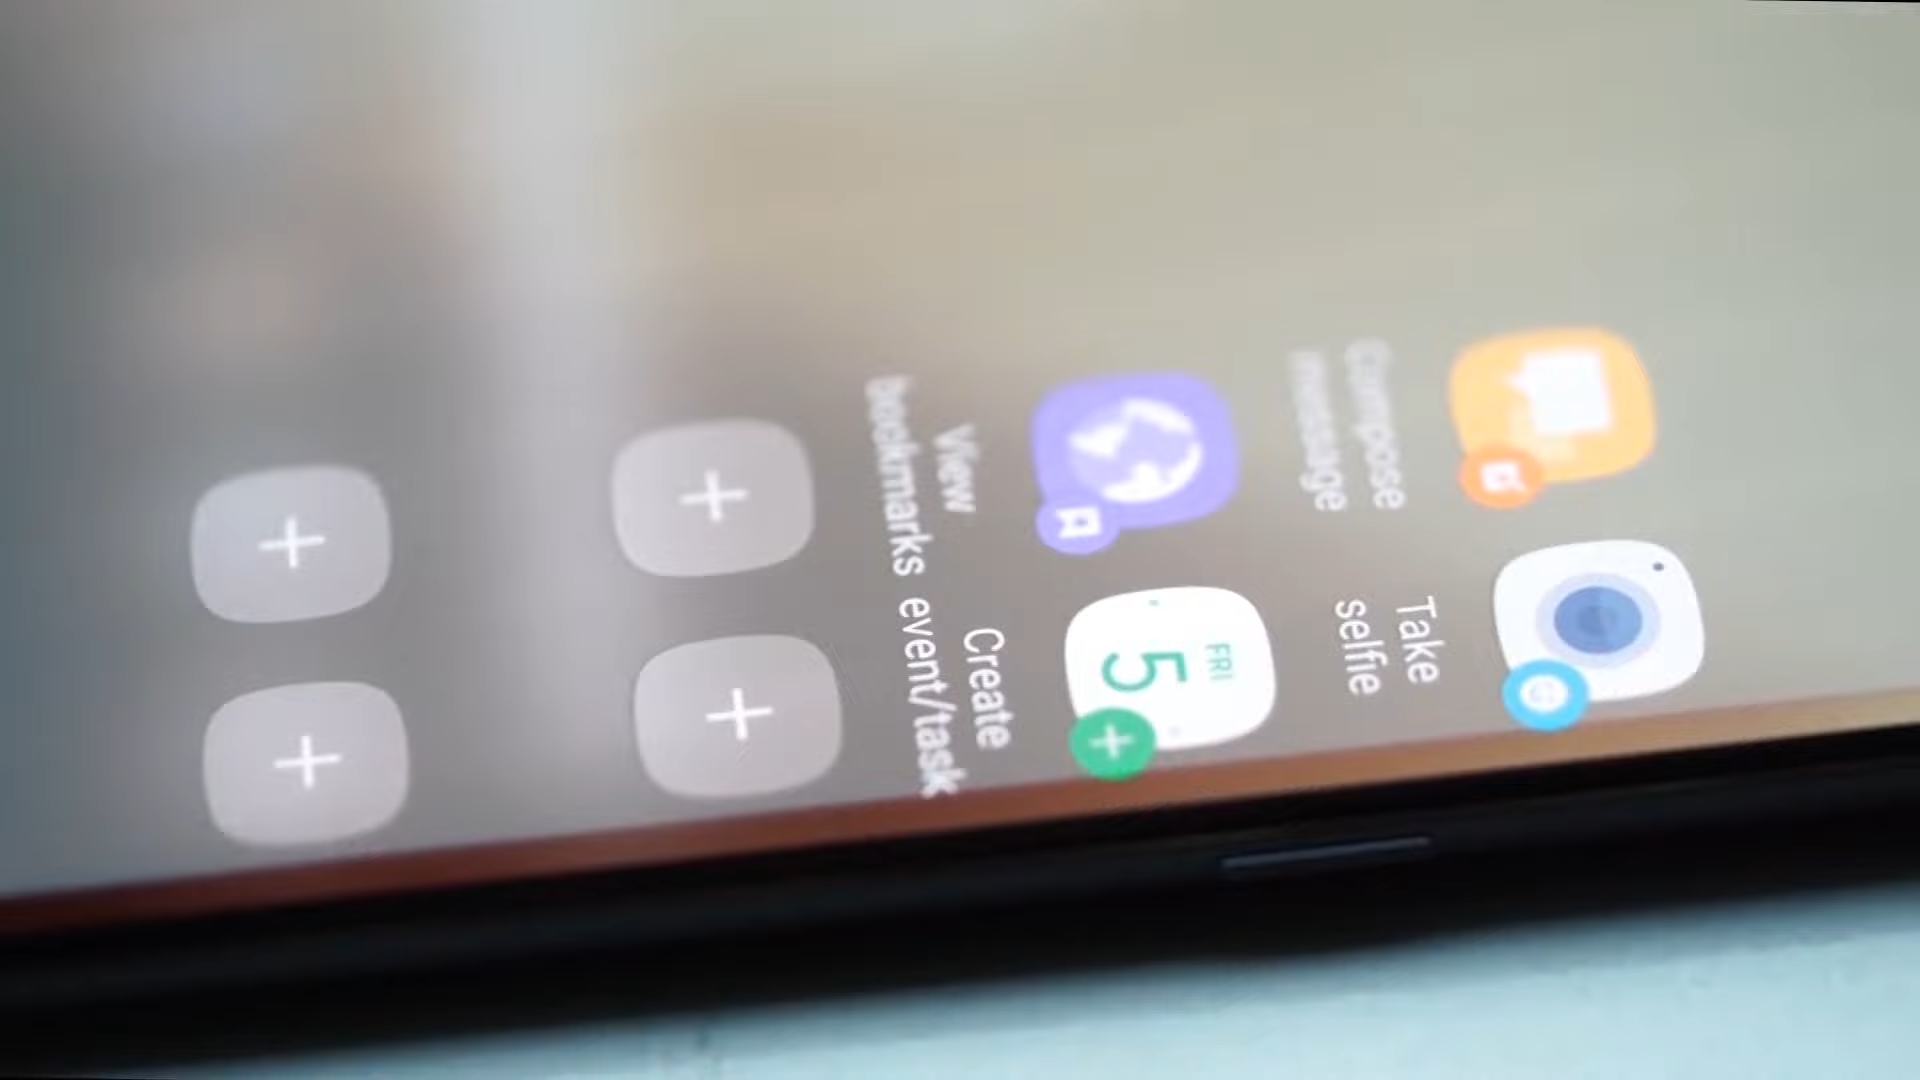 Compose
message
Take
selfie
View
bookmarks
FRI
5
Create
event/task